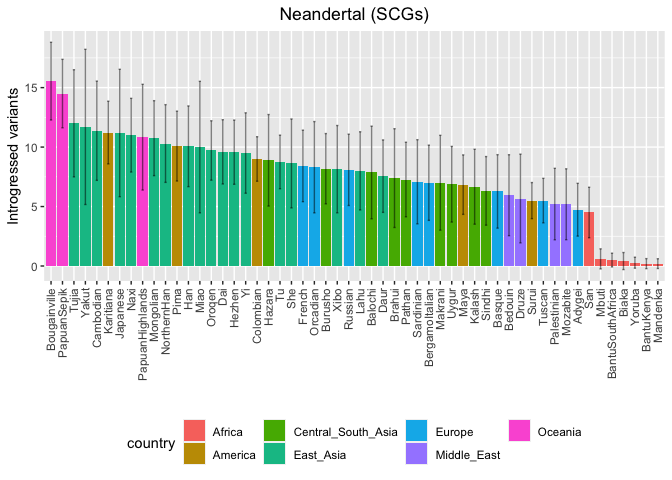 Neandertal (SCGs)
Introgressed variants
15
10
5
0
Bougainville
PapuanSepik
Tujia
Yakut
Cambodian
Karitiana
Japanese
Naxi
PapuanHighlands
Mongolian
NorthernHan
Pima
Han
Miao
Oroqen
Dai
Hezhen
Yi
Colombian
Hazara
Tu
She
French
Orcadian
Burusho
Xibo
Russian
Lahu
Balochi
Daur
Brahui
Pathan
Sardinian
BergamoItalian
Makrani
Uygur
Maya
Kalash
Sindhi
Basque
Bedouin
Druze
Surui
Tuscan
Palestinian
Mozabite
Adygei
San
Mbuti
BantuSouthAfrica
Biaka
Yoruba
BantuKenya
Mandenka
country
Africa
America
Central_South_Asia
East_Asia
Europe
Middle_East
Oceania